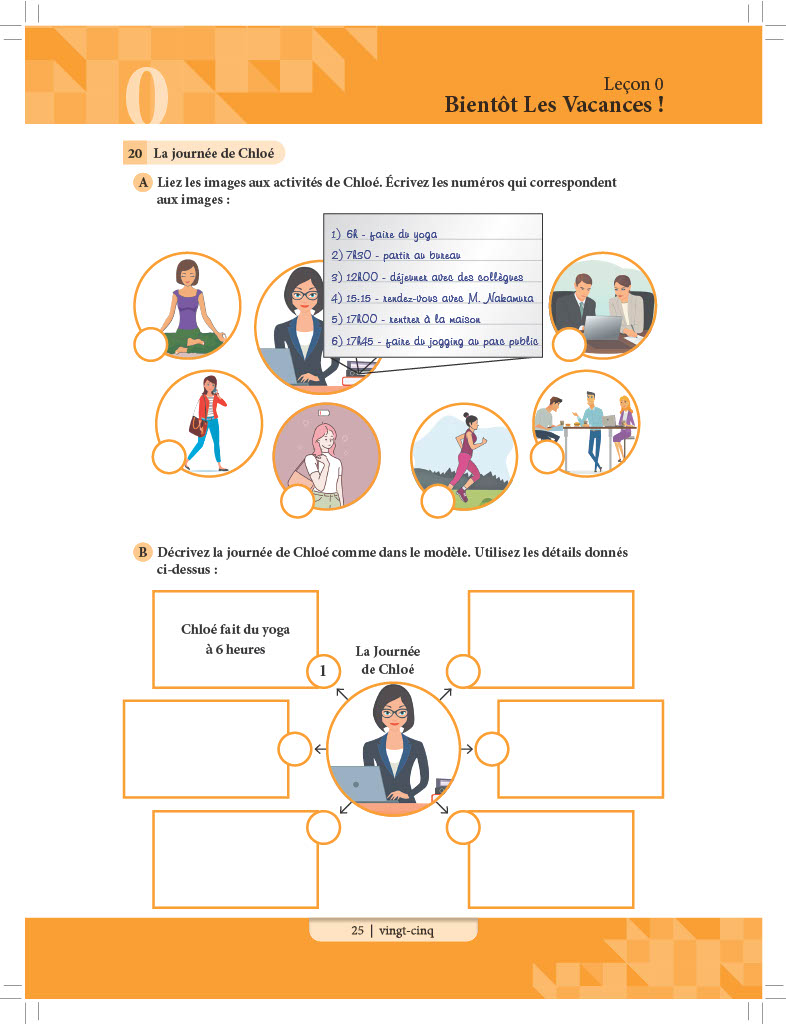 0
Leçon 0
Bientôt Les Vacances !
20 La journée de Chloé
A Liez les images aux activités de Chloé. Écrivez les numéros qui correspondent
aux images :
1) 6h - faire du yoga
2) 7h30 - partir au bureau
3) 12h00 - déjeuner avec des collègues
4) 15:15 - rendez-vous avec M. Nakamura
5) 17h00 - rentrer à la maison
6) 17h45 - faire du jogging au parc public
B Décrivez la journée de Chloé comme dans le modèle. Utilisez les détails donnés
ci-dessus :
Chloé fait du yoga
à 6 heures
1
La Journée
de Chloé
25 | vingt-cinq